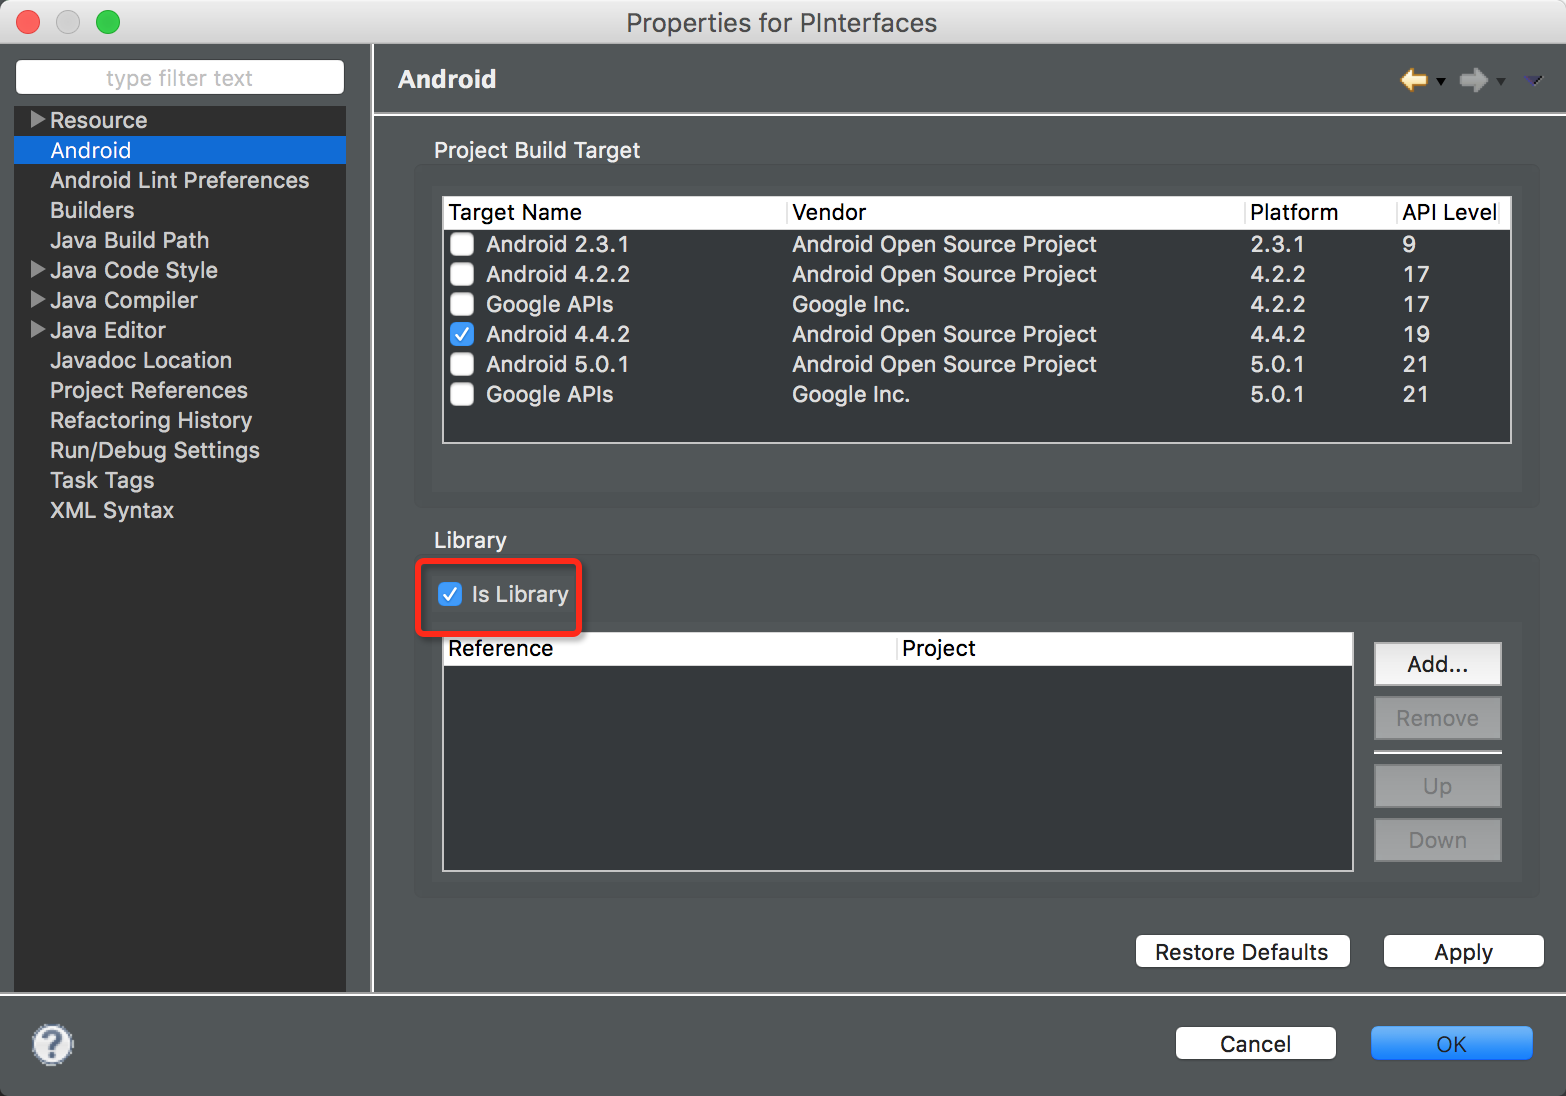 Properties for PInterfaces
type filter text
Resource
Android
Android Lint Preferences
Builders
Java Build Path
Java Code Style
Java Compiler
Java Editor
Javadoc Location
Project References
Refactoring History
Run/Debug Settings
Task Tags
XML Syntax
Android
Project Build Target
Target Name Vendor Platform API Level
Android 2.3.1 Android Open Source Project 2.3.1 9
Android 4.2.2 Android Open Source Project 4.2.2 17
Google APIs Google Inc. 4.2.2 17
Android 4.4.2 Android Open Source Project 4.4.2 19
Android 5.0.1 Android Open Source Project 5.0.1 21
Google APIs Google Inc. 5.0.1 21
Library
Is Library
Reference Project
Add...
Remove
Up
Down
Restore Defaults Apply
? Cancel OK